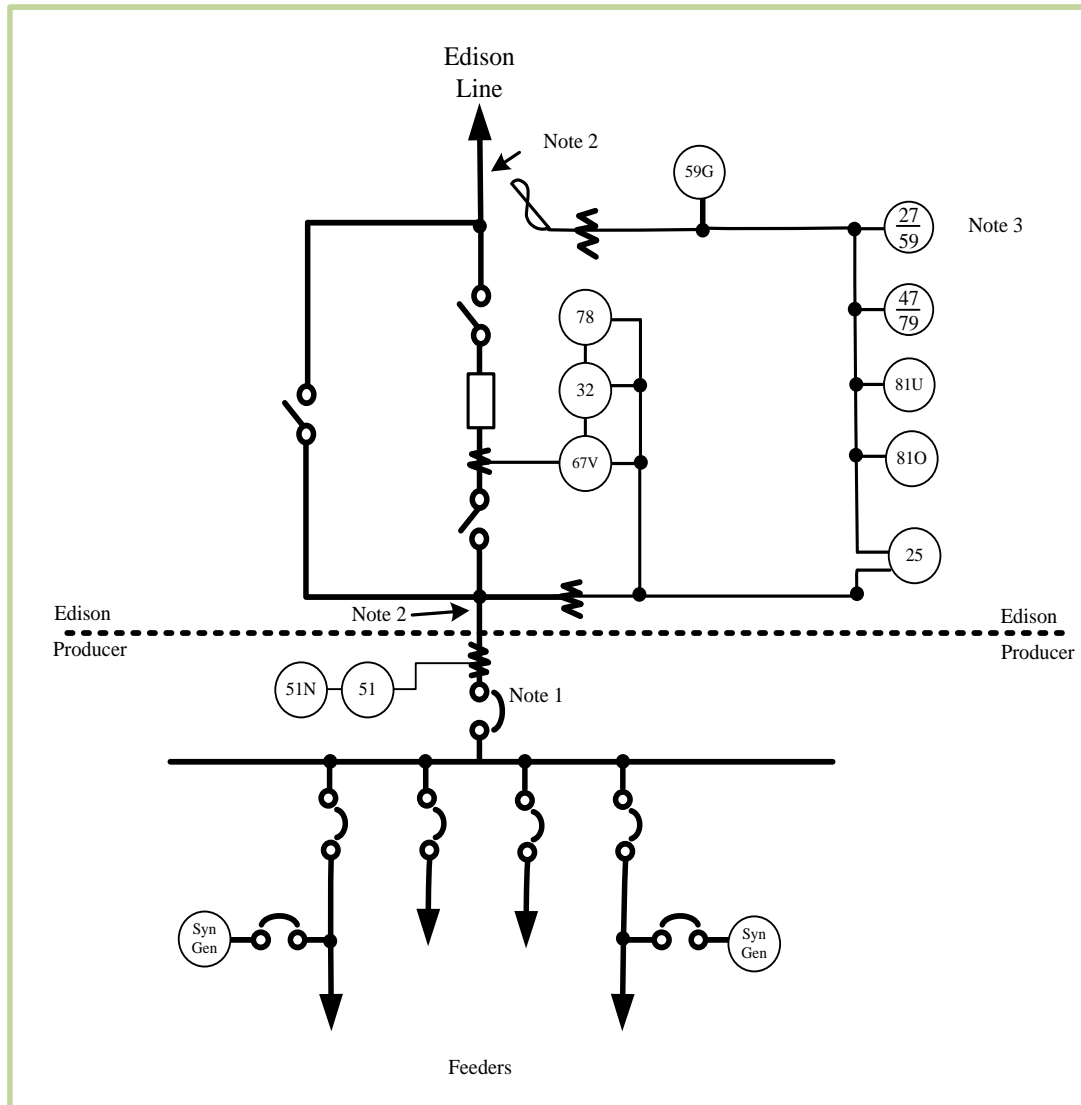 Edison
Line
Note 2
59G
27
59
Note 3
47
79
78
32
81U
67V
81O
25
Note 2
Edison
Edison
Producer
Producer
51N
51
Note 1
Syn
Gen
Syn
Gen
Feeders